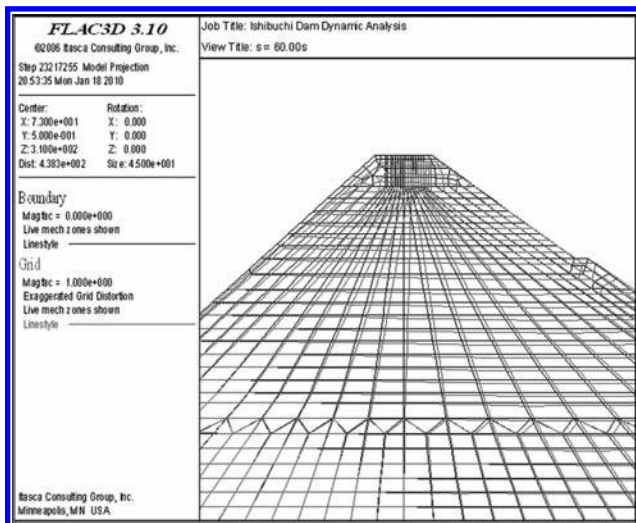 FLAC3D 3.10
©2006 Itasca Consulting Group, Inc.
Step 23217255 Model Projection
20:53:35 Mon Jan 18 2010
Center:
Rotation:
X: 7.300e+001
X: 0.000
Y: 5.000e-001
Y: 0.000
Z: 3.100e+002
Z: 0.000
Dist: 4.383e+002
Size: 4.500e+001
Boundary
Magfac = 0.000e+000
Live mech zones shown
Linestyle
Grid
Magfac = 1.000e+000
Exaggerated Grid Distortion
Live mech zones shown
Linestyle
Itasca Consulting Group, Inc.
Minneapolis, MN USA
Job Title: Ishibuchi Dam Dynamic Analysis
View Title: s= 60.00s